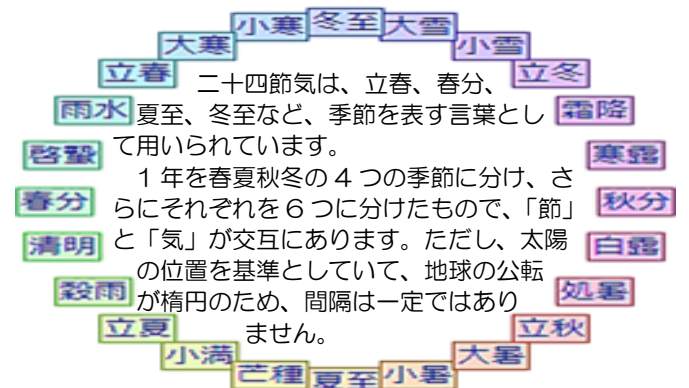 冬至
小寒
大雪
大寒
小雪
立春
立冬
雨水
霜降
啓蟄
寒露
春分
秋分
清明
白露
穀雨
処暑
立夏
立秋
小満
大暑
芒種
夏至
小暑
二十四節気は、立春、春分、
夏至、冬至など、季節を表す言葉とし
て用いられています。
1年を春夏秋冬の4つの季節に分け、さ
らにそれぞれを6つに分けたもので、「節」
と「気」が交互にあります。ただし、太陽
の位置を基準としていて、地球の公転
が楕円のため、間隔は一定ではあり
ません。